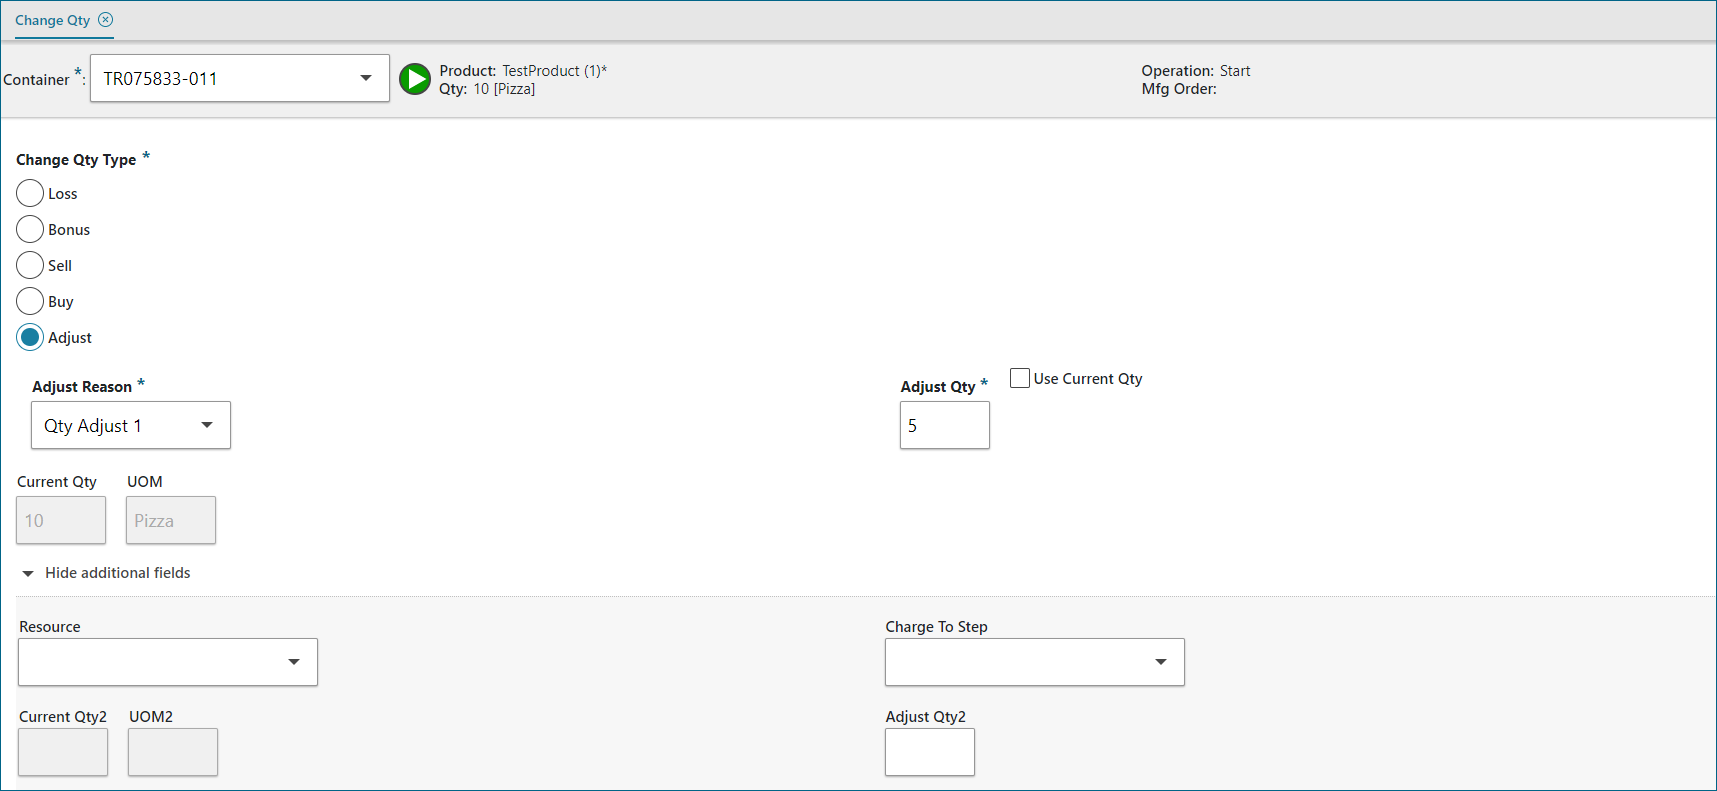 Change Qty
Container *: TR075833-011
Product: TestProduct (1)*
Qty: 10 [Pizza]
Operation: Start
Mfg Order:
Change Qty Type *
Loss
Bonus
Sell
Buy
Adjust
Adjust Reason *
Qty Adjust 1
Adjust Qty *
5
Use Current Qty
Current Qty
10
UOM
Pizza
Hide additional fields
Resource
Charge To Step
Current Qty2
UOM2
Adjust Qty2